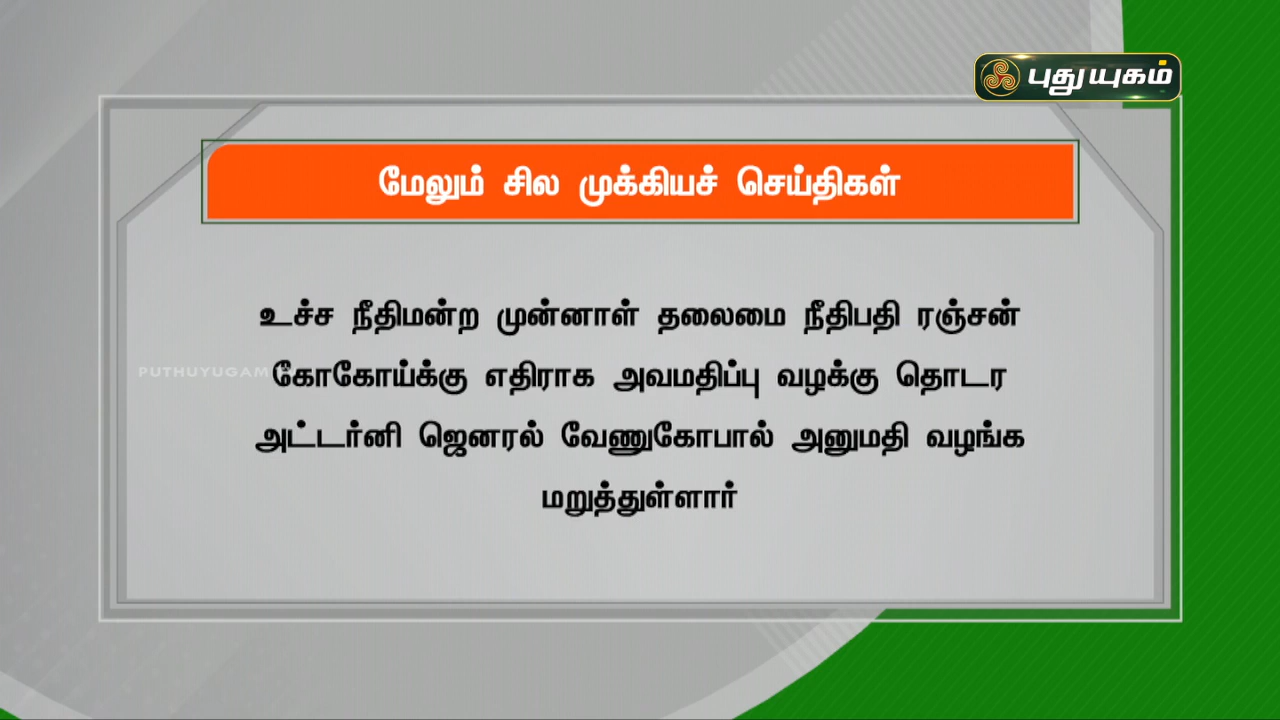 புதுயுகம்
மேலும் சில முக்கியச் செய்திகள்
உச்ச நீதிமன்ற முன்னாள் தலைமை நீதிபதி ரஞ்சன்
PUTHUYUGAM TV
கோகோய்க்கு எதிராக அவமதிப்பு வழக்கு தொடர
அட்டர்னி ஜெனரல் வேணுகோபால் அனுமதி வழங்க
மறுத்துள்ளார்